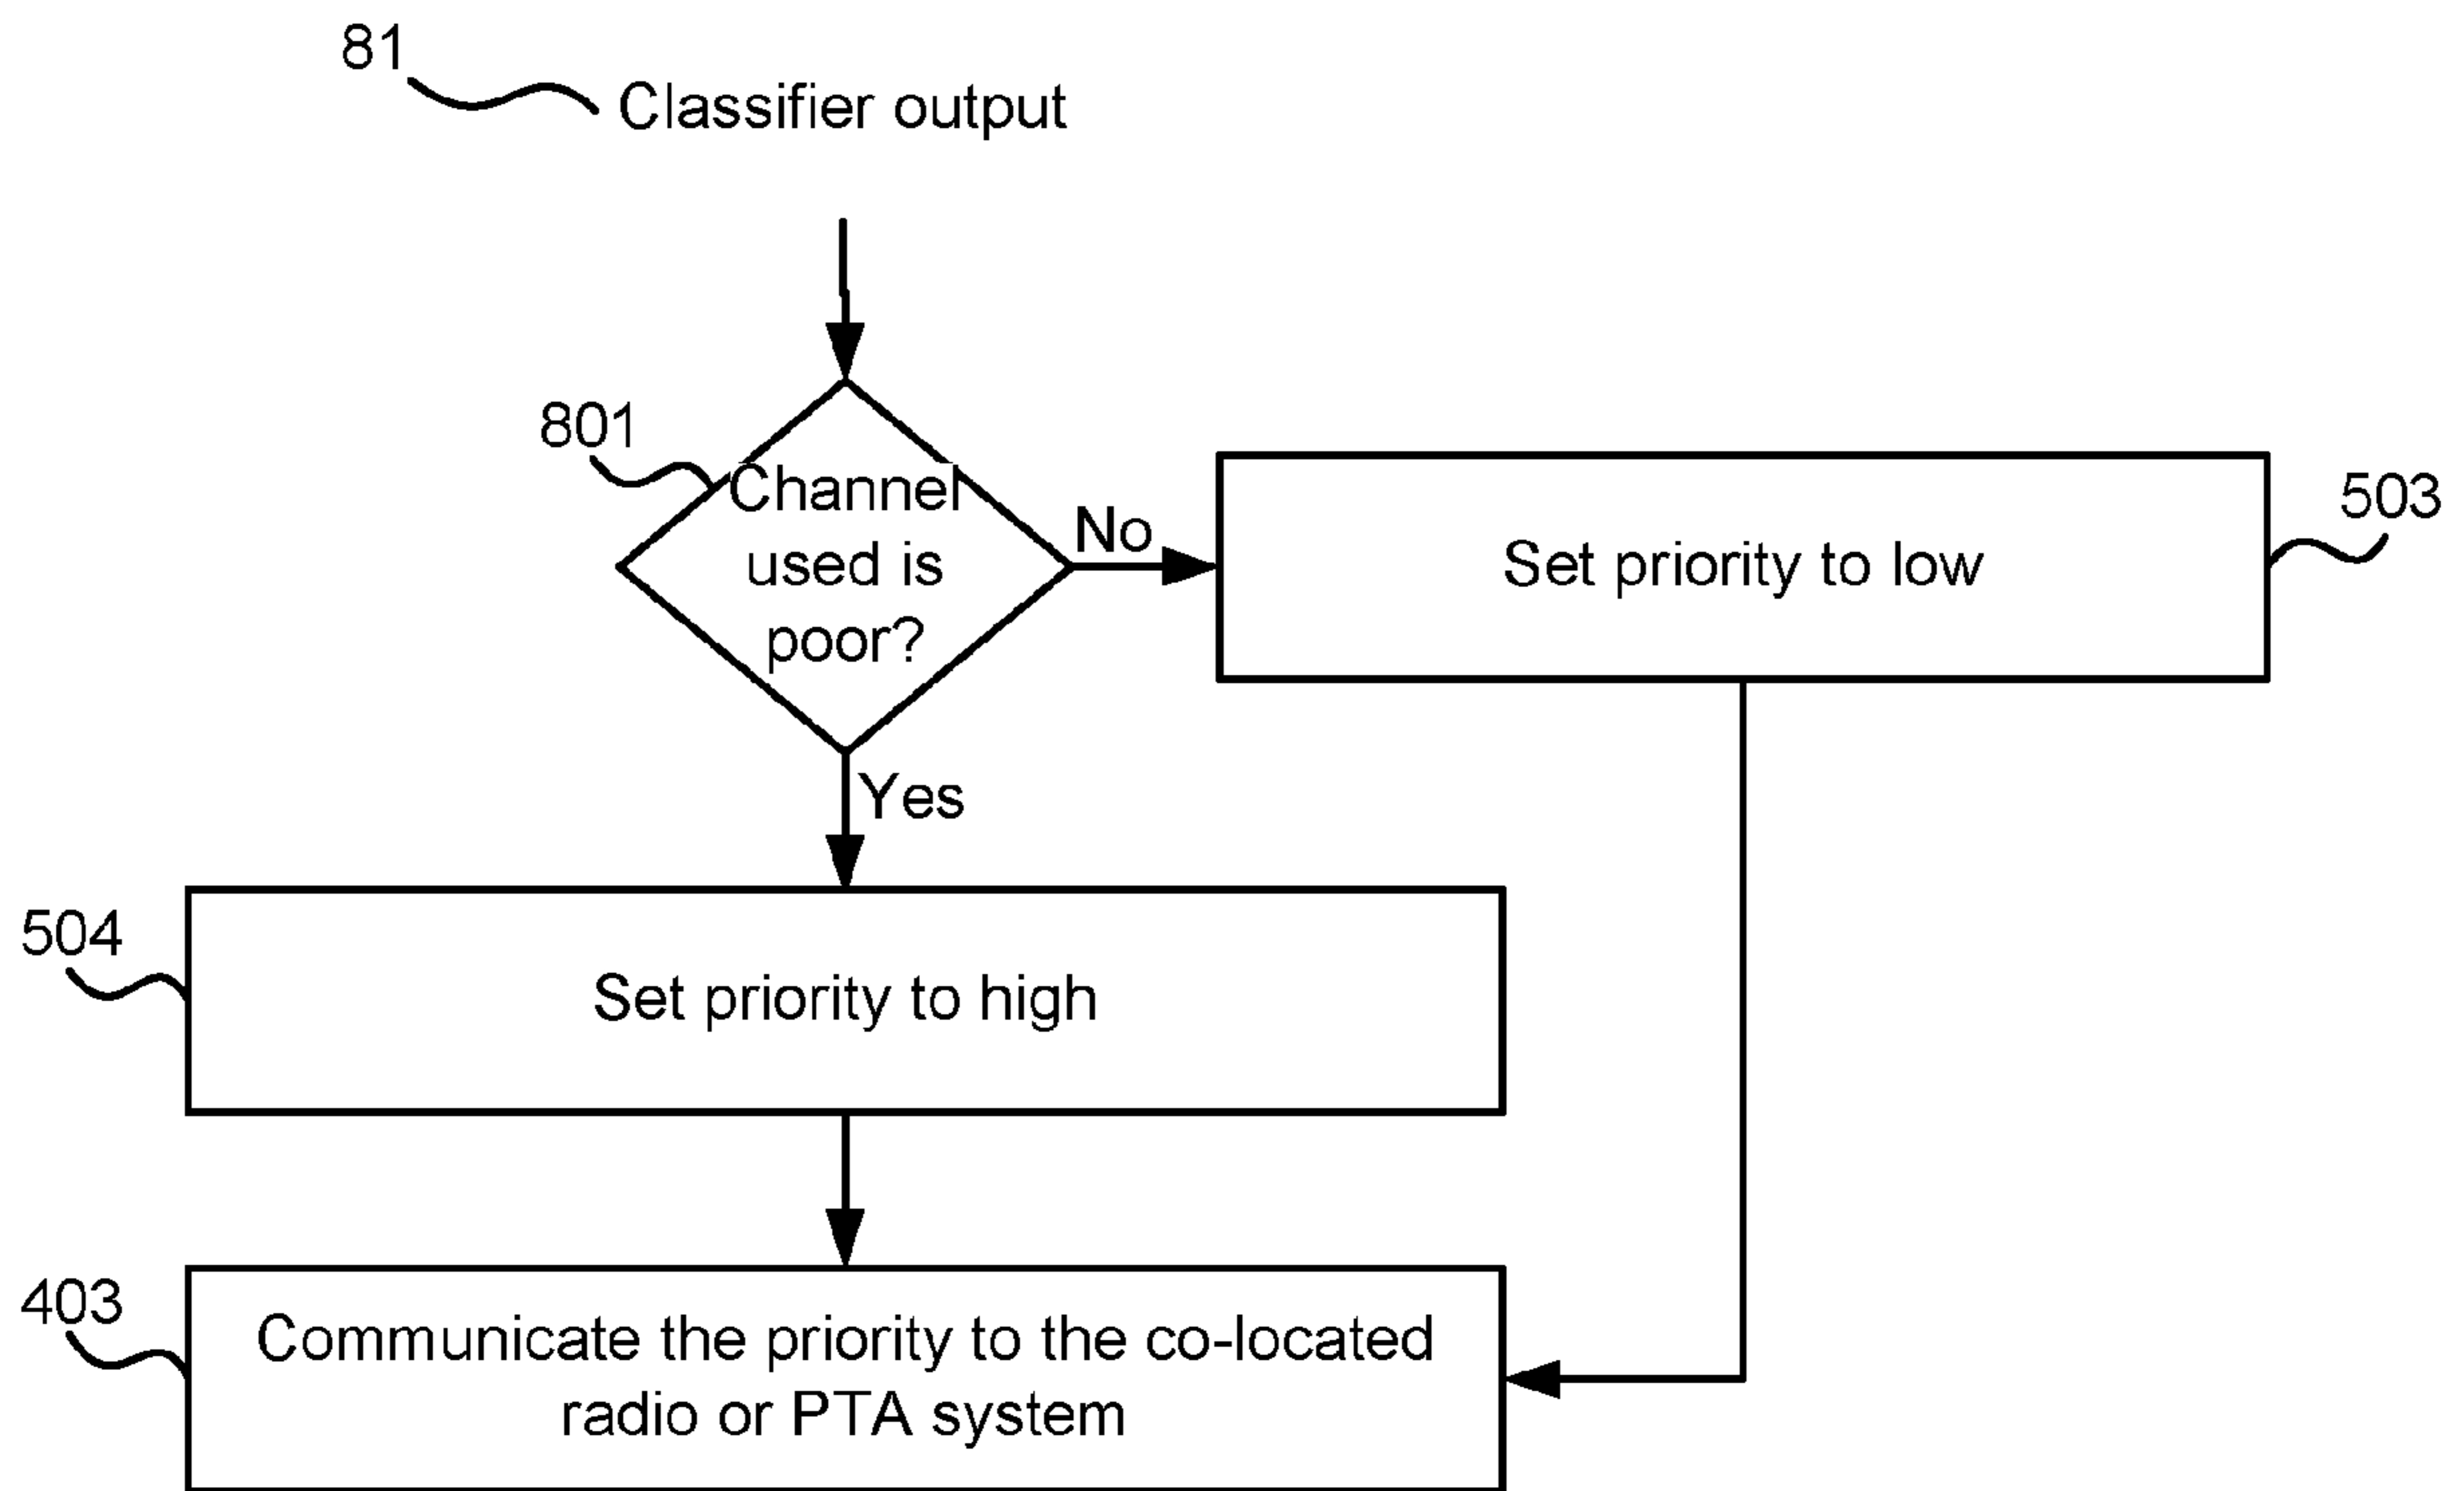 81
Classifier output
801
Channel
used is
poor?
No
Set priority to low
503
Yes
504
Set priority to high
403
Communicate the priority to the co-located
radio or PTA system